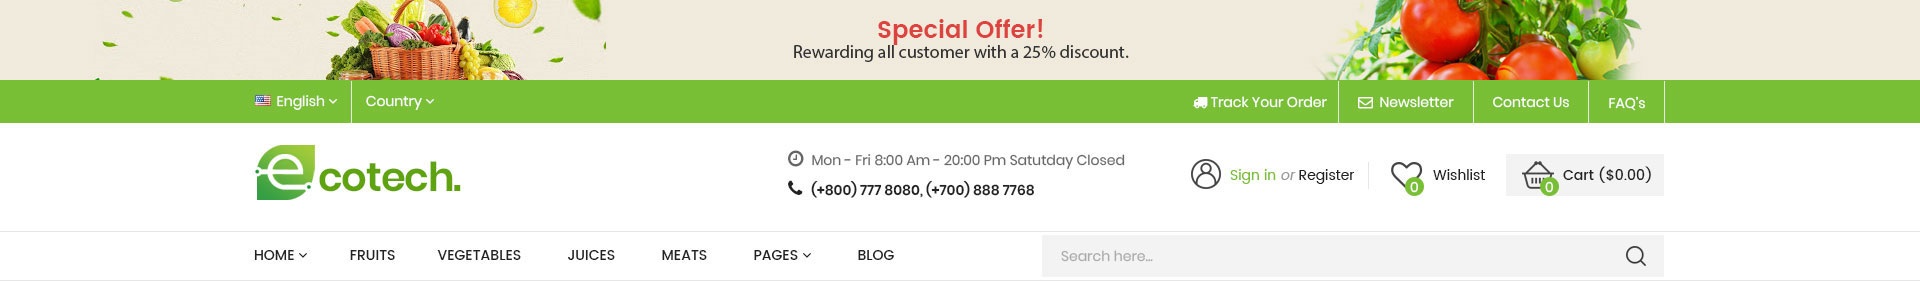 Special Offer!
Rewarding all customer with a 25% discount.
English
Country
Track Your Order
Newsletter
Contact Us
FAQ's
ecotech.
Mon - Fri 8:00 Am - 20:00 Pm Satutday Closed
(+800) 777 8080, (+700) 888 7768
Sign in or Register
0
Wishlist
0
Cart ($0.00)
HOME
FRUITS
VEGETABLES
JUICES
MEATS
PAGES
BLOG
Search here...